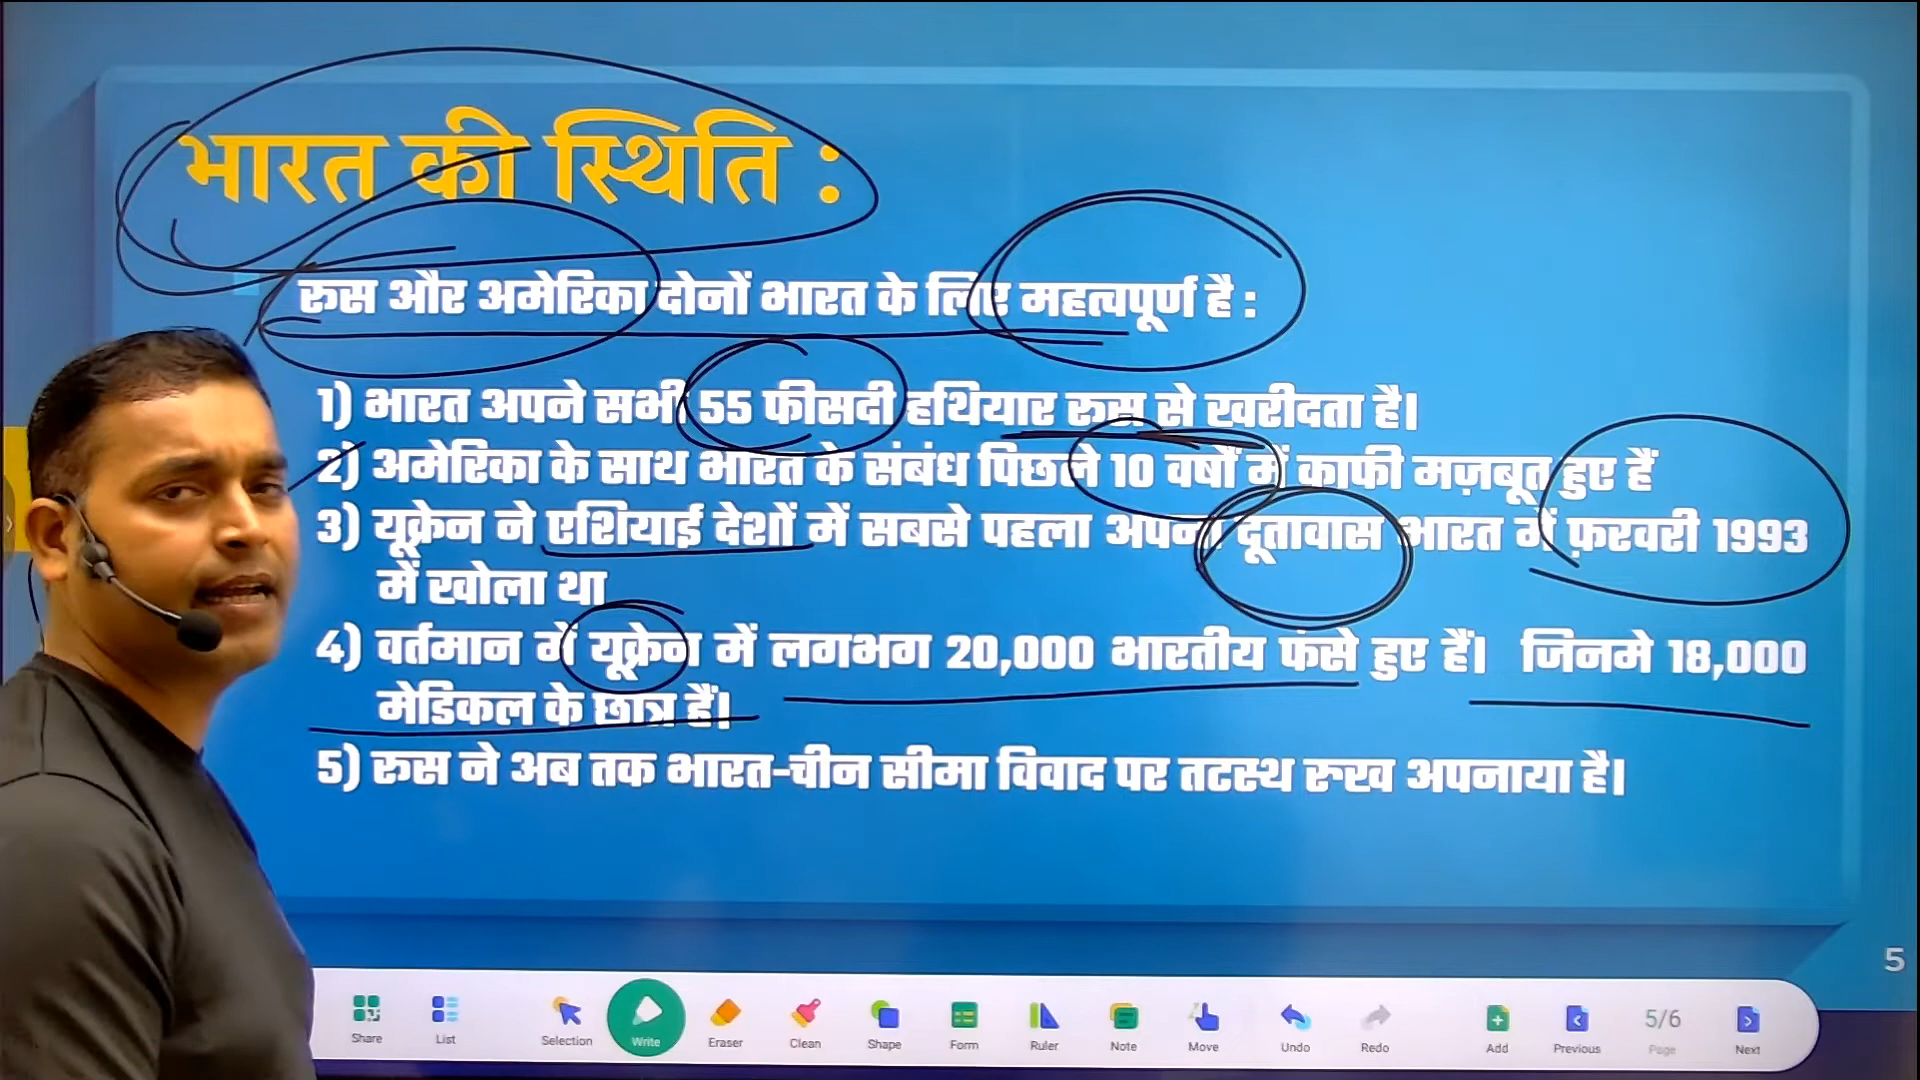 भारत की स्थिति :
रूस और अमेरिका दोनों भारत के लिए महत्वपूर्ण है :
1) भारत अपने सभी 55 फीसदी हथियार रूस से खरीदता है।
2) अमेरिका के साथ भारत के संबंध पिछले 10 वर्षों में काफी मज़बूत हुए हैं
3) यूक्रेन ने एशियाई देशों में सबसे पहला अपना दूतावास भारत में फ़रवरी 1993
में खोला था
4) वर्तमान में यूक्रेन में लगभग 20,000 भारतीय फंसे हुए हैं। जिनमे 18,000
मेडिकल के छात्र हैं।
5) रूस ने अब तक भारत-चीन सीमा विवाद पर तटस्थ रुख अपनाया है।
5
Share List Selection Write Eraser Clean Shape Form Ruler Note Move Undo Redo Add Previous 5/6 Page Next